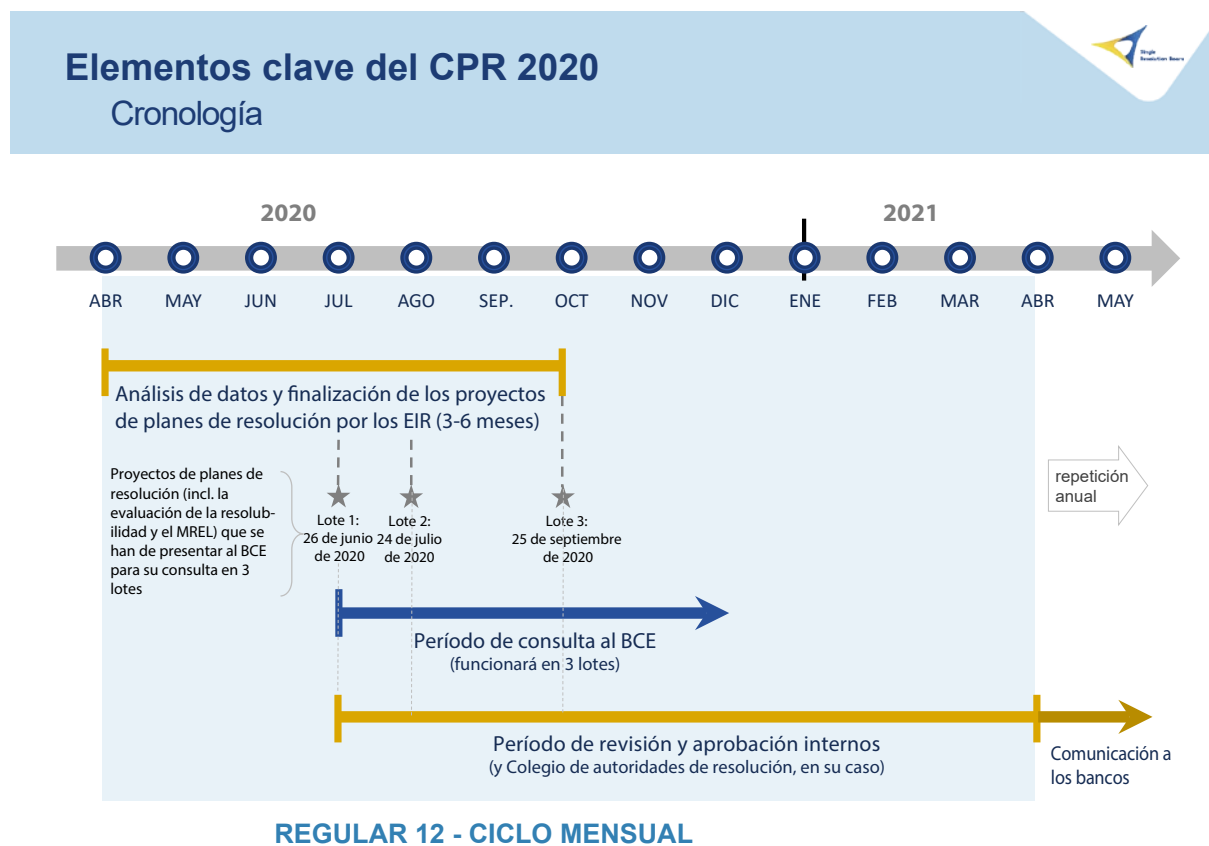 Elementos clave del CPR 2020
Cronología
Single
Resolution Board
2020
2021
ABR MAY JUN JUL AGO SEP. OCT NOV DIC ENE FEB MAR ABR MAY
Análisis de datos y finalización de los proyectos
de planes de resolución por los EIR (3-6 meses)
Proyectos de planes de
resolución (incl. la
evaluación de la resolub-
ilidad y el MREL) que se
han de presentar al BCE
para su consulta en 3
lotes
Lote 1:
26 de junio
de 2020
Lote 2:
24 de julio
de 2020
Lote 3:
25 de septiembre
de 2020
repetición
anual
Período de consulta al BCE
(funcionará en 3 lotes)
Período de revisión y aprobación internos
(y Colegio de autoridades de resolución, en su caso)
Comunicación a
los bancos
REGULAR 12 - CICLO MENSUAL